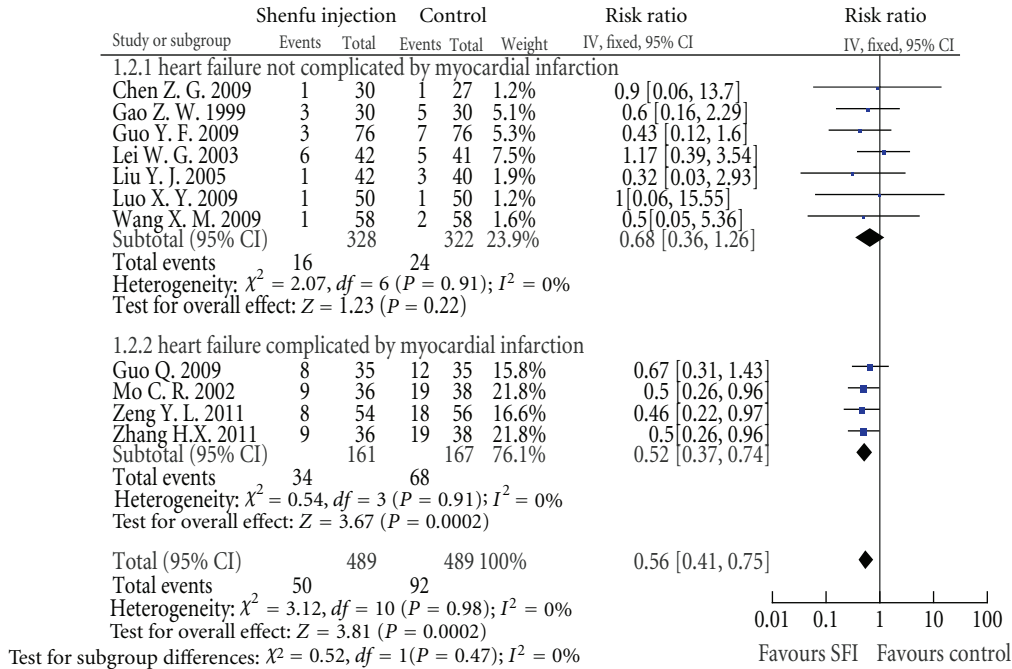 Shenfu injection Control Risk ratio Risk ratio
Study or subgroup Events Total Events Total Weight IV, fixed, 95% CI IV, fixed, 95% CI
1.2.1 heart failure not complicated by myocardial infarction
Chen Z. G. 2009 1 30 1 27 1.2% 0.9 [0.06, 13.7]
Gao Z. W. 1999 3 30 5 30 5.1% 0.6 [0.16, 2.29]
Guo Y. F. 2009 3 76 7 76 5.3% 0.43 [0.12, 1.6]
Lei W. G. 2003 6 42 5 41 7.5% 1.17 [0.39, 3.54]
Liu Y. J. 2005 1 42 3 40 1.9% 0.32 [0.03, 2.93]
Luo X. Y. 2009 1 50 1 50 1.2% 1[0.06, 15.55]
Wang X. M. 2009 1 58 2 58 1.6% 0.5[0.05, 5.36]
Subtotal (95% CI) 328 322 23.9% 0.68 [0.36, 1.26]
Total events 16 24
Heterogeneity: χ² = 2.07, df = 6 (P = 0.91); I² = 0%
Test for overall effect: Z = 1.23 (P = 0.22)
1.2.2 heart failure complicated by myocardial infarction
Guo Q. 2009 8 35 12 35 15.8% 0.67 [0.31, 1.43]
Mo C. R. 2002 9 36 19 38 21.8% 0.5 [0.26, 0.96]
Zeng Y. L. 2011 8 54 18 56 16.6% 0.46 [0.22, 0.97]
Zhang H.X. 2011 9 36 19 38 21.8% 0.5[0.26, 0.96]
Subtotal (95% CI) 161 167 76.1% 0.52 [0.37, 0.74]
Total events 34 68
Heterogeneity: χ² = 0.54, df = 3 (P = 0.91); I² = 0%
Test for overall effect: Z = 3.67 (P = 0.0002)
Total (95% CI) 489 489 100% 0.56 [0.41, 0.75]
Total events 50 92
Heterogeneity: χ² = 3.12, df = 10 (P = 0.98); I² = 0%
Test for overall effect: Z = 3.81 (P = 0.0002)
Test for subgroup differences: χ² = 0.52, df = 1(P = 0.47); I² = 0%
0.01 0.1 1 10 100
Favours SFI Favours control